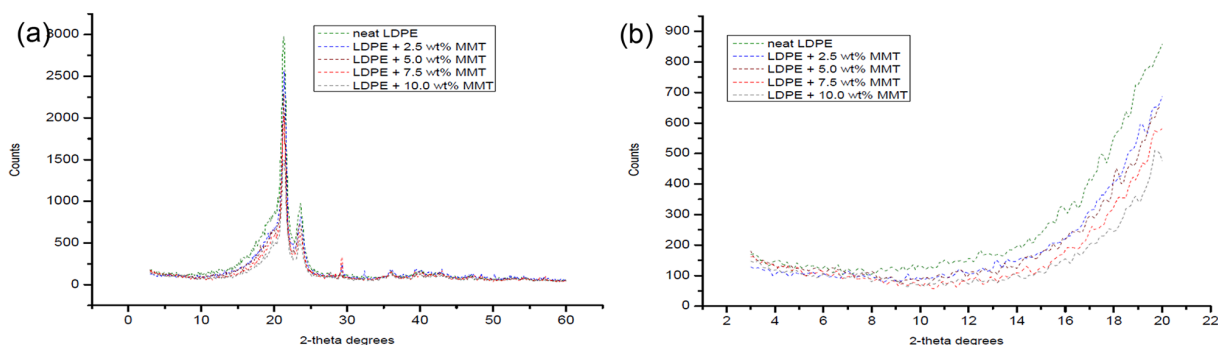 (a)
3000
2500
2000
1500
1000
500
0
Counts
0 10 20 30 40 50 60
2-theta degrees
neat LDPE
LDPE + 2.5 wt% MMT
LDPE + 5.0 wt% MMT
LDPE + 7.5 wt% MMT
LDPE + 10.0 wt% MMT
(b)
900
800
700
600
500
400
300
200
100
0
Counts
2 4 6 8 10 12 14 16 18 20 22
2-theta degrees
neat LDPE
LDPE + 2.5 wt% MMT
LDPE + 5.0 wt% MMT
LDPE + 7.5 wt% MMT
LDPE + 10.0 wt% MMT